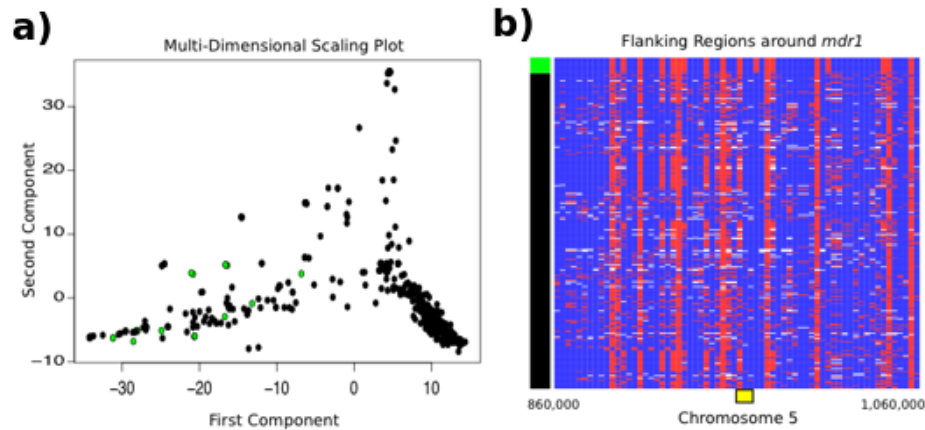 a)
Multi-Dimensional Scaling Plot
30
20
10
0
−10
Second Component
−30
−20
−10
0
10
First Component
b)
Flanking Regions around mdr1
860,000
1,060,000
Chromosome 5